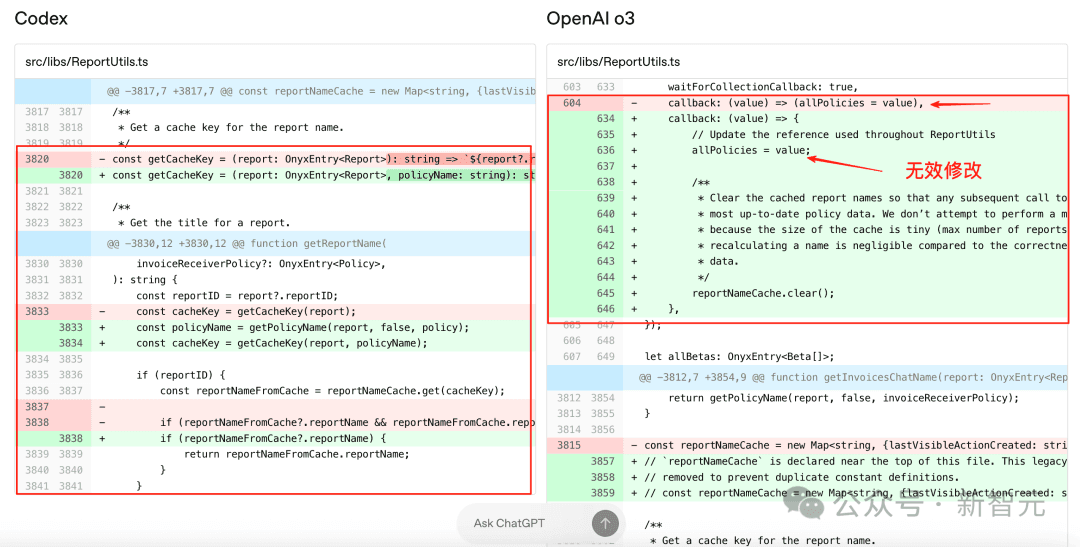 Codex
src/libs/ReportUtils.ts
@@ -3817,7 +3817,7 @@ const reportNameCache = new Map<string, {lastVisib
3817 3817 /**
3818 3818 * Get a cache key for the report name.
3819 3819 */
3820 - const getCacheKey = (report: OnyxEntry<Report>): string => `${report?.r
3820 + const getCacheKey = (report: OnyxEntry<Report>, policyName: string): st
3821 3821
3822 3822 /**
3823 3823 * Get the title for a report.
@@ -3830,12 +3830,12 @@ function getReportName(
3830 3830 invoiceReceiverPolicy?: OnyxEntry<Policy>,
3831 3831 ): string {
3832 3832 const reportID = report?.reportID;
3833 - const cacheKey = getCacheKey(report);
3833 + const policyName = getPolicyName(report, false, policy);
3834 + const cacheKey = getCacheKey(report, policyName);
3834 3835
3835 3836 if (reportID) {
3836 3837 const reportNameFromCache = reportNameCache.get(cacheKey);
3837 -
3838 - if (reportNameFromCache?.reportName && reportNameFromCache.repo
3838 + if (reportNameFromCache?.reportName) {
3839 3839 return reportNameFromCache.reportName;
3840 3840 }
3841 3841 }
OpenAI o3
src/libs/ReportUtils.ts
603 633 waitForCollectionCallback: true,
604 - callback: (value) => (allPolicies = value),
634 + callback: (value) => {
635 + // Update the reference used throughout ReportUtils
636 + allPolicies = value;
637 +
638 + /**
639 + * Clear the cached report names so that any subsequent call to
640 + * most up-to-date policy data. We don't attempt to perform a m
641 + * because the size of the cache is tiny (max number of reports
642 + * recalculating a name is negligible compared to the correctne
643 + * data.
644 + */
645 + reportNameCache.clear();
646 + },
605 647 });
606 648
607 649 let allBetas: OnyxEntry<Beta[]>;
无效修改
@@ -3812,7 +3854,9 @@ function getInvoicesChatName(report: OnyxEntry<Rep
3812 3854 return getPolicyName(report, false, invoiceReceiverPolicy);
3813 3855 }
3814 3856
3815 - const reportNameCache = new Map<string, {lastVisibleActionCreated: stri
3857 + // `reportNameCache` is declared near the top of this file. This legacy
3858 + // removed to prevent duplicate constant definitions.
3859 + // const reportNameCache = new Map<string, {lastVisibleActionCreated: s
/**
* Get a cache key for the report name.
Ask ChatGPT
公众号 · 新智元